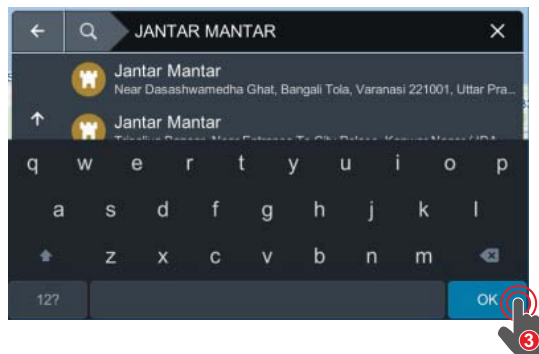 JANTAR MANTAR
Jantar Mantar
Near Dasashwamedha Ghat, Bangali Tola, Varanasi 221001, Uttar Pra...
Jantar Mantar
q w e r t y u i o p
a s d f g h j k l
z x c v b n m
12? OK
3